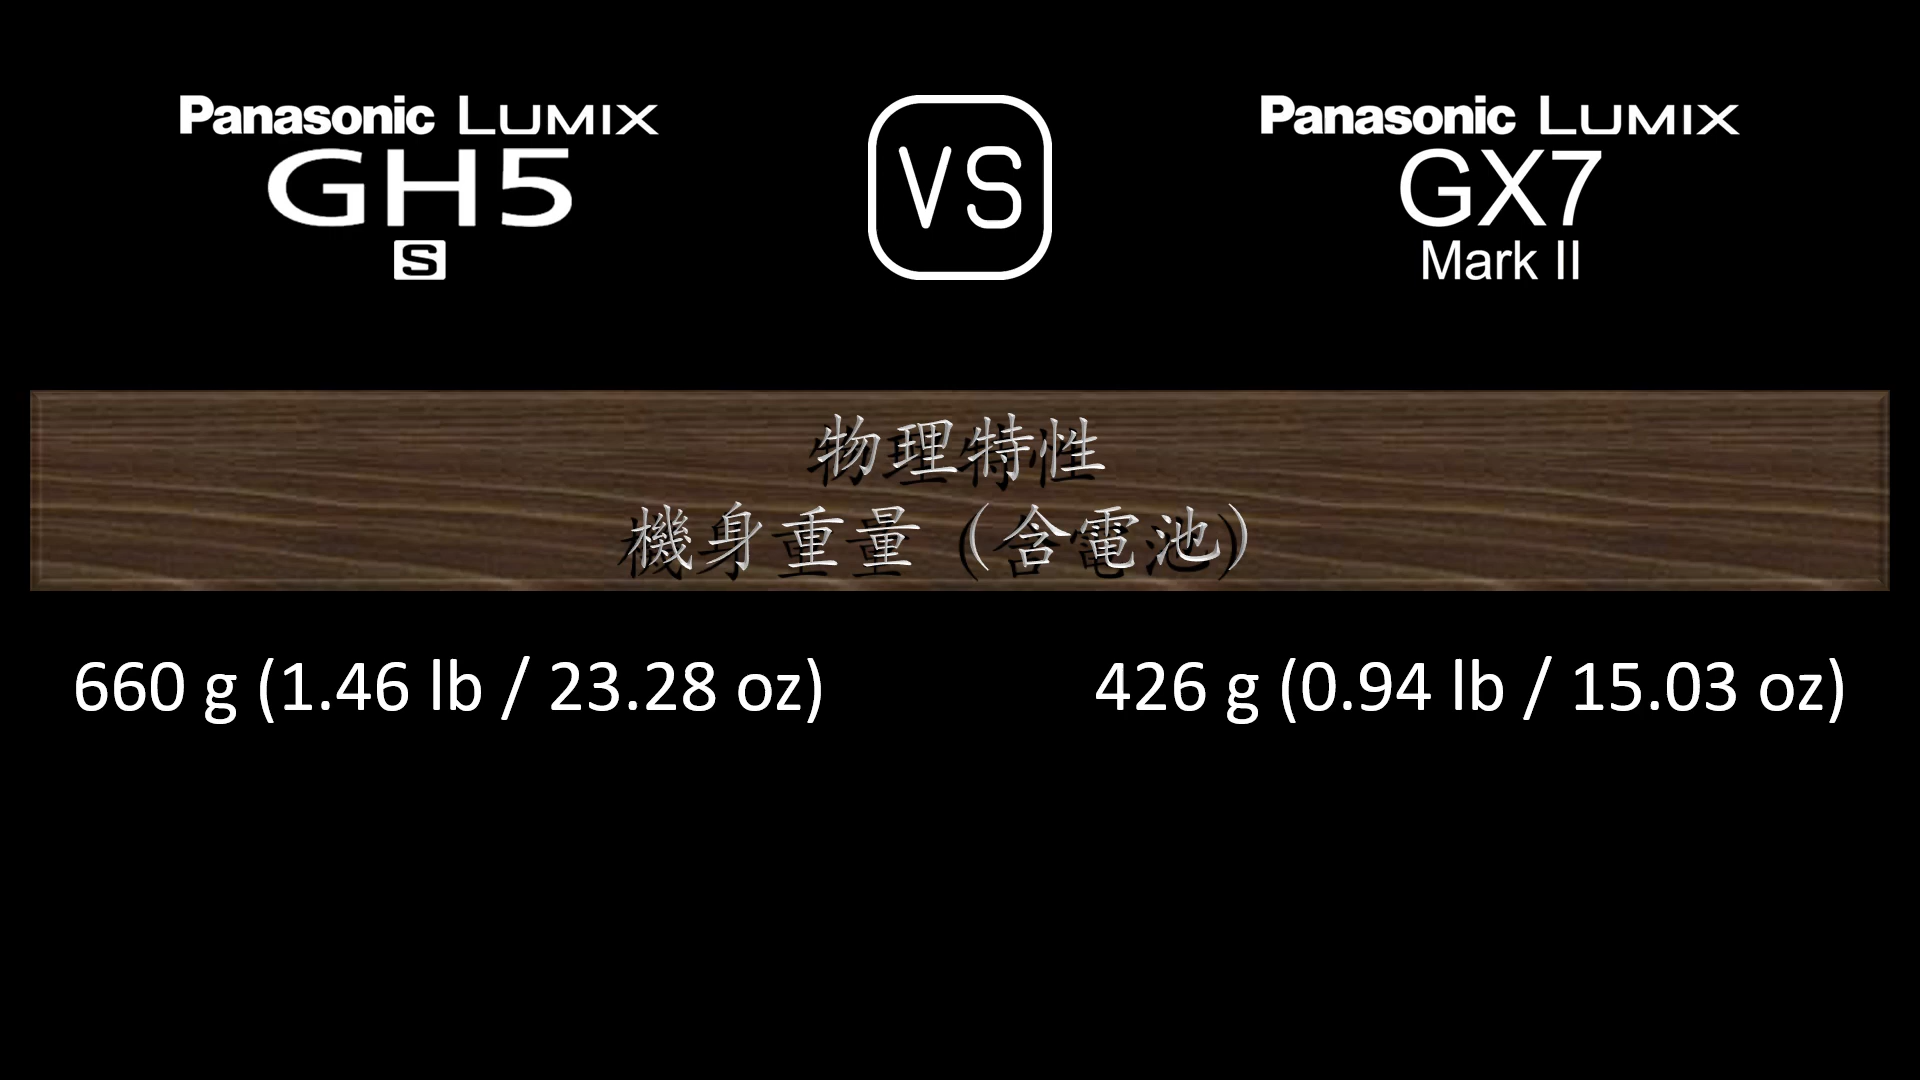 Panasonic LUMIX
GH5
S
VS
Panasonic LUMIX
GX7
Mark II
物理特性
機身重量 (含電池)
660 g (1.46 lb / 23.28 oz)
426 g (0.94 lb / 15.03 oz)